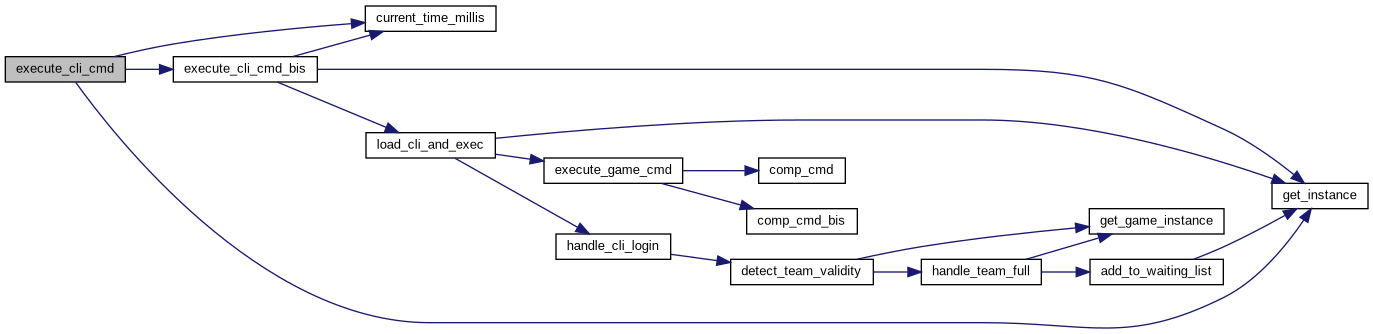 current_time_millis
execute_cli_cmd
execute_cli_cmd_bis
load_cli_and_exec
execute_game_cmd
comp_cmd
get_instance
comp_cmd_bis
get_game_instance
handle_cli_login
detect_team_validity
handle_team_full
add_to_waiting_list